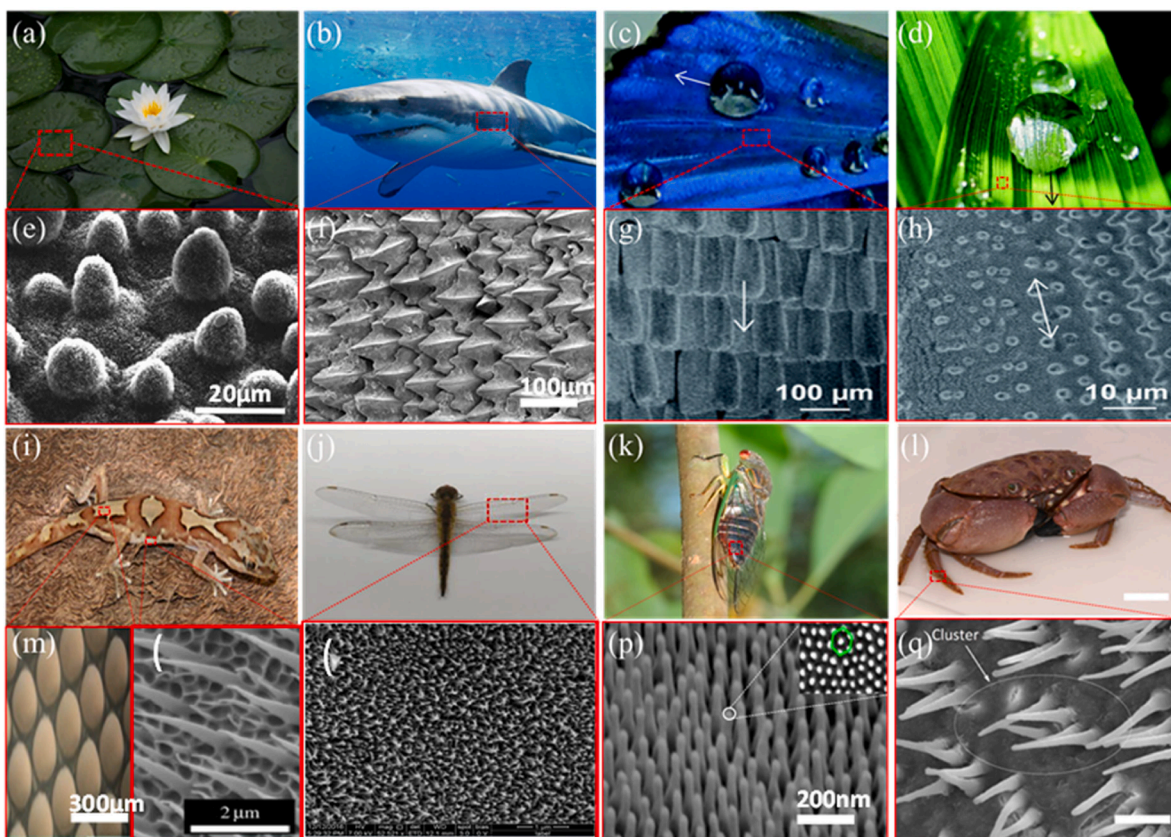 (a)
(b)
(c)
(d)
(e)
20μm
(f)
100μm
(g)
100 μm
(h)
10 μm
(i)
(j)
(k)
(l)
(m)
300μm
(
2 μm
(
(p)
200nm
(q)
Cluster